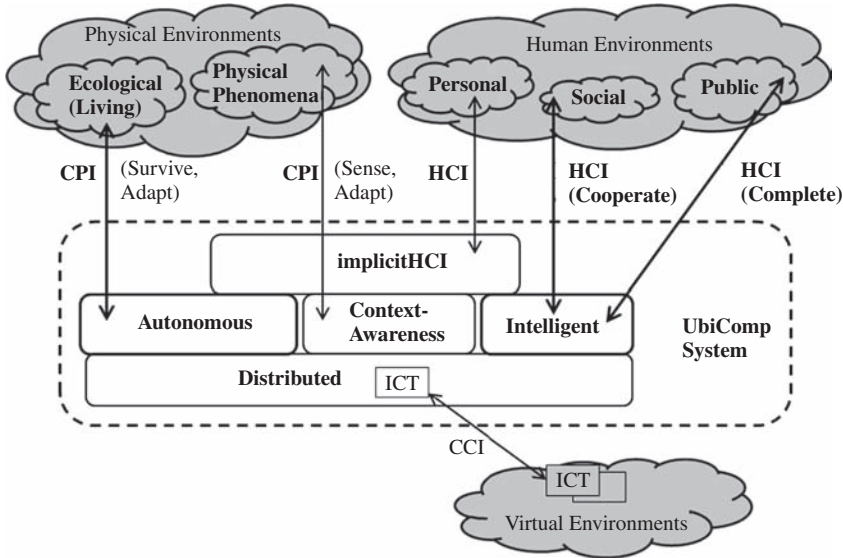 Physical Environments
Human Environments
Ecological
(Living)
Physical
Phenomena
Personal
Social
Public
CPI
(Survive,
Adapt)
CPI
(Sense,
Adapt)
HCI
HCI
(Cooperate)
HCI
(Complete)
implicitHCI
Autonomous
Context-
Awareness
Intelligent
UbiComp
System
Distributed
ICT
CCI
ICT
Virtual Environments